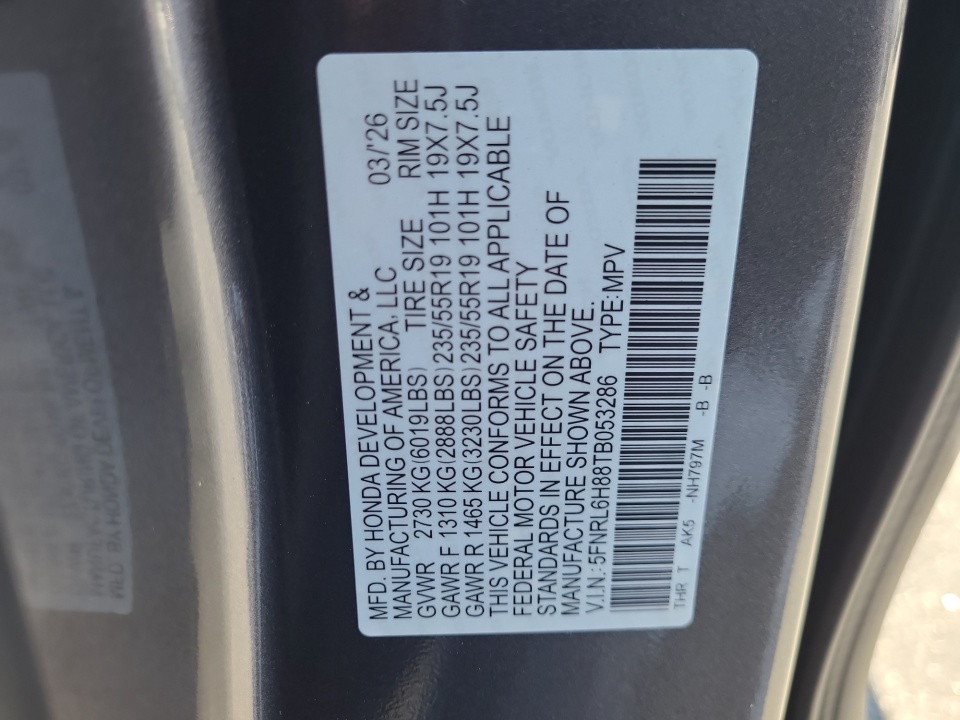 MFD. BY HONDA DEVELOPMENT &
MANUFACTURING OF AMERICA, LLC 03/'26
GVWR 2730 KG(6019LBS) TIRE SIZE RIM SIZE
GAWR F 1310 KG(2888LBS) 235/55R19 101H 19X7.5J
GAWR R 1465 KG(3230LBS) 235/55R19 101H 19X7.5J
THIS VEHICLE CONFORMS TO ALL APPLICABLE
FEDERAL MOTOR VEHICLE SAFETY
STANDARDS IN EFFECT ON THE DATE OF
MANUFACTURE SHOWN ABOVE.
V.I.N.: 5FNRL6H88TB053286 TYPE: MPV
THR T AK5 -NH797M -B -B